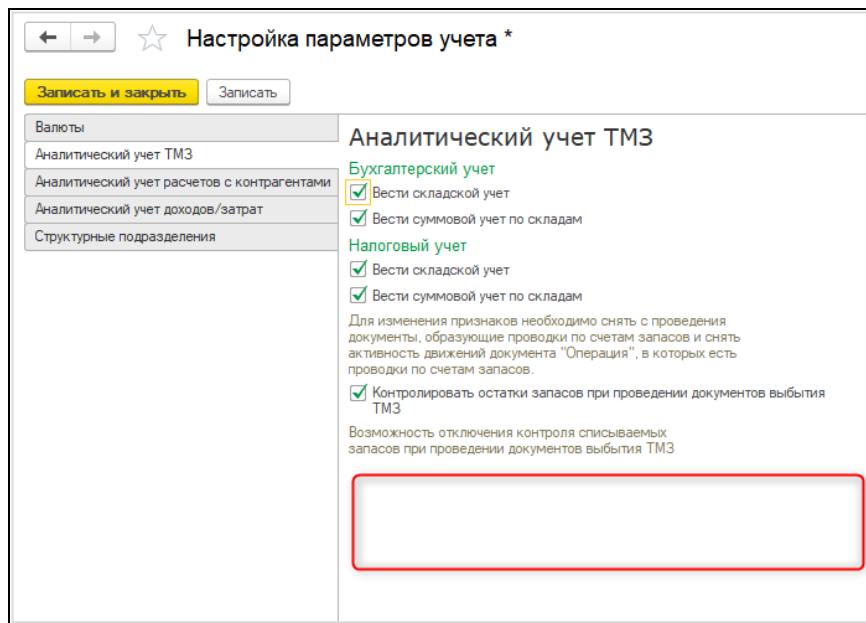 Настройка параметров учета *
Записать и закрыть
Записать
Валюты
Аналитический учет ТМЗ
Аналитический учет расчетов с контрагентами
Аналитический учет доходов/затрат
Структурные подразделения
Аналитический учет ТМЗ
Бухгалтерский учет
Вести складской учет
Вести суммовой учет по складам
Налоговый учет
Вести складской учет
Вести суммовой учет по складам
Для изменения признаков необходимо снять с проведения
документы, образующие проводки по счетам запасов и снять
активность движений документа "Операция", в которых есть
проводки по счетам запасов.
Контролировать остатки запасов при проведении документов выбытия
ТМЗ
Возможность отключения контроля списываемых
запасов при проведении документов выбытия ТМЗ